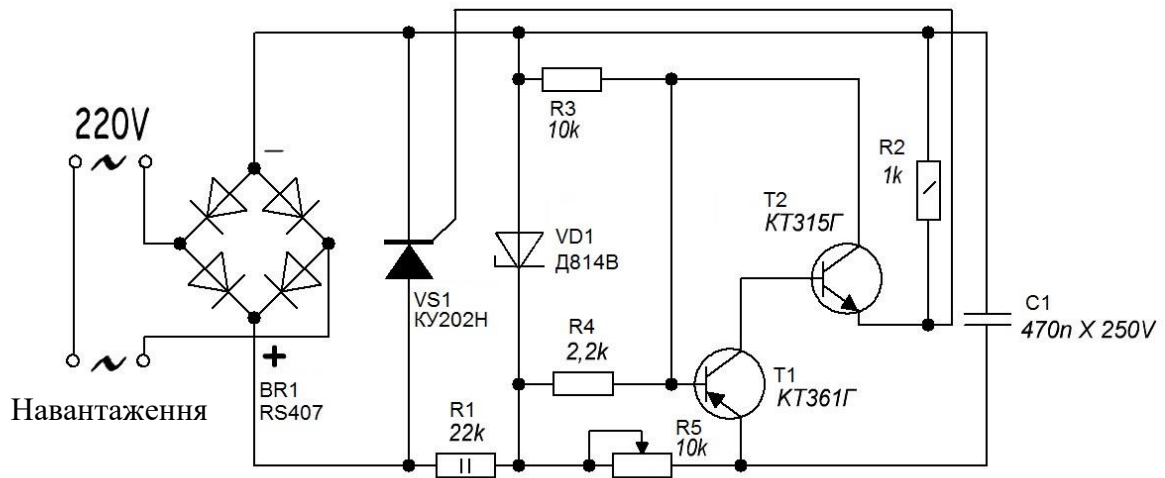 220V
−
+
Навантаження
BR1
RS407
VS1
КУ202Н
R1
22k
R3
10k
VD1
Д814В
R4
2,2k
R5
10k
T1
КТ361Г
T2
КТ315Г
R2
1k
C1
470n X 250V